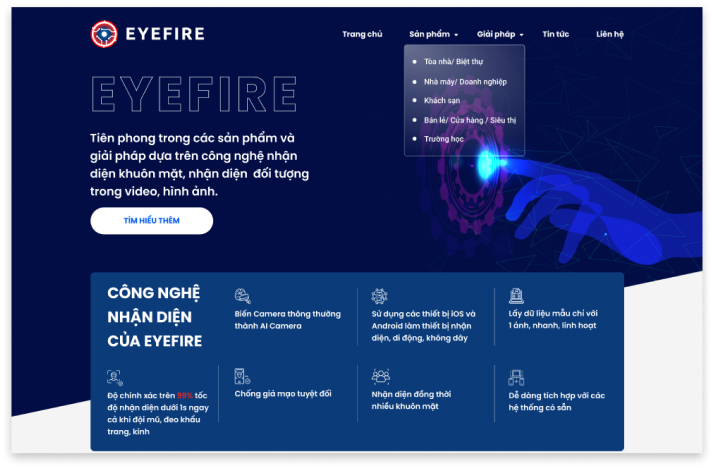 EYEFIRE
Trang chủ
Sản phẩm
Giải pháp
Tin tức
Liên hệ
Tòa nhà/ Biệt thự
Nhà máy/ Doanh nghiệp
Khách sạn
Bán lẻ/ Cửa hàng / Siêu thị
Trường học
EYEFIRE
Tiên phong trong các sản phẩm và
giải pháp dựa trên công nghệ nhận
diện khuôn mặt, nhận diện đối tượng
trong video, hình ảnh.
TÌM HIỂU THÊM
CÔNG NGHỆ
NHẬN DIỆN
CỦA EYEFIRE
Biến Camera thông thường
thành AI Camera
Sử dụng các thiết bị iOS và
Android làm thiết bị nhận
diện, di động, không dây
Lấy dữ liệu mẫu chỉ với
1 ảnh, nhanh, linh hoạt
Độ chính xác trên 99% tốc
độ nhận diện dưới 1s ngay
cả khi đội mũ, đeo khẩu
trang, kính
Chống giả mạo tuyệt đối
Nhận diện đồng thời
nhiều khuôn mặt
Dễ dàng tích hợp với các
hệ thống có sẵn